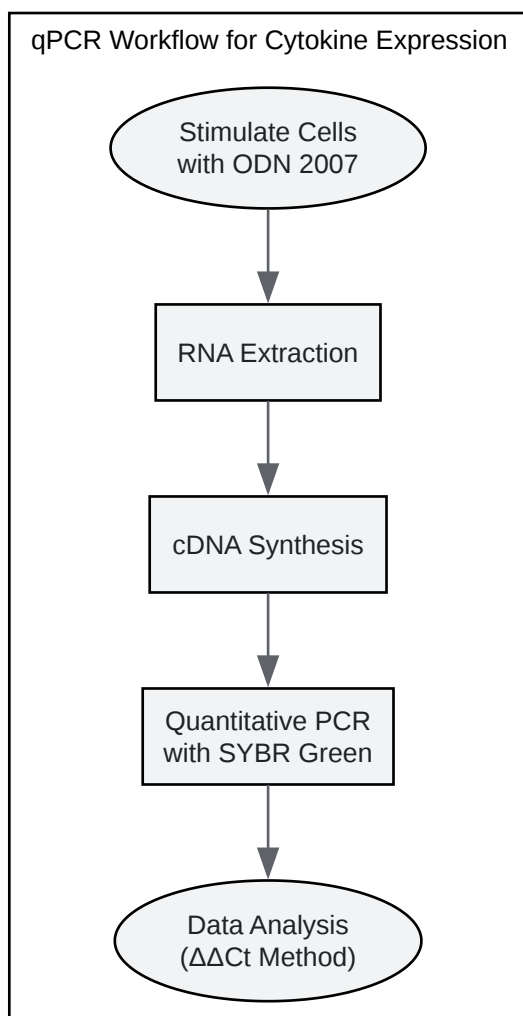 qPCR Workflow for Cytokine Expression
Stimulate Cells
with ODN 2007
RNA Extraction
cDNA Synthesis
Quantitative PCR
with SYBR Green
Data Analysis
(ΔΔCt Method)